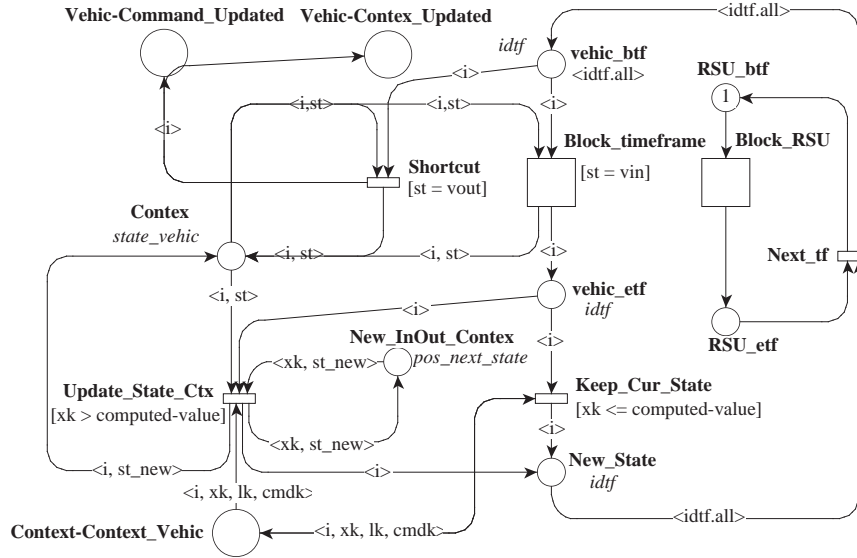 Vehic-Command_Updated
Vehic-Contex_Updated
<idtf.all>
idtf
vehic_btf
<idtf.all>
RSU_btf
1
<i>
<i>
<i>
<i,st>
<i,st>
Block_timeframe
[st = vin]
Block_RSU
Shortcut
[st = vout]
Contex
state_vehic
<i, st>
<i, st>
<i>
Next_tf
<i, st>
vehic_etf
idtf
<i>
New_InOut_Contex
pos_next_state
<xk, st_new>
<i>
RSU_etf
Update_State_Ctx
[xk > computed-value]
Keep_Cur_State
[xk <= computed-value]
<xk, st_new>
<i>
<i, st_new>
<i>
New_State
idtf
<i, xk, lk, cmdk>
<idtf.all>
Context-Context_Vehic
<i, xk, lk, cmdk>